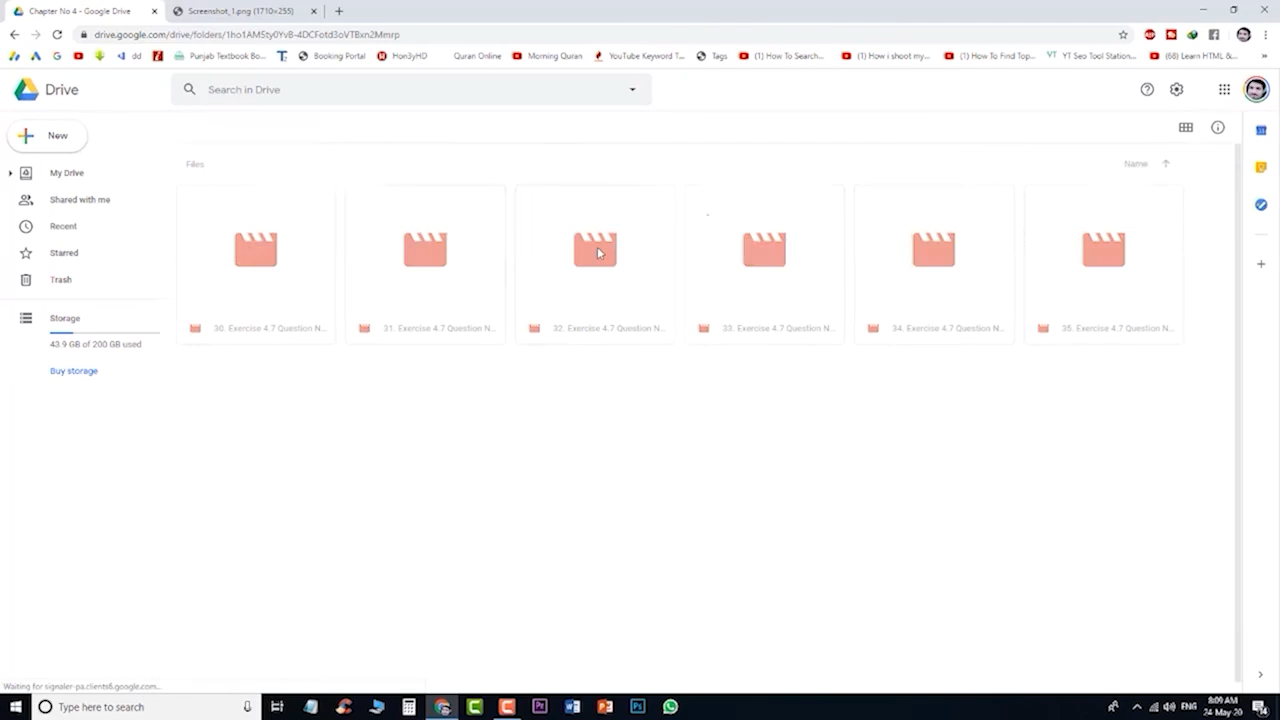 Chapter No 4 - Google Drive
Screenshot_1.png (1710×255)
drive.google.com/drive/folders/1ho1AM5ty0YvB-4DCFotd3oVTBxn2Mmrp
dd
Punjab Textbook Bo...
Booking Portal
Hon3yHD
Quran Online
Morning Quran
YouTube Keyword T...
Tags
(1) How To Search...
(1) How i shoot my...
(1) How To Find Top...
YT Seo Tool Station...
(68) Learn HTML &...
Drive
Search in Drive
New
My Drive
Shared with me
Recent
Starred
Trash
Storage
43.9 GB of 200 GB used
Buy storage
Files
Name
30. Exercise 4.7 Question N...
31. Exercise 4.7 Question N...
32. Exercise 4.7 Question N...
33. Exercise 4.7 Question N...
34. Exercise 4.7 Question N...
35. Exercise 4.7 Question N...
Waiting for signaler-pa.clients6.google.com...
Type here to search
ENG
8:09 AM
24-May-20